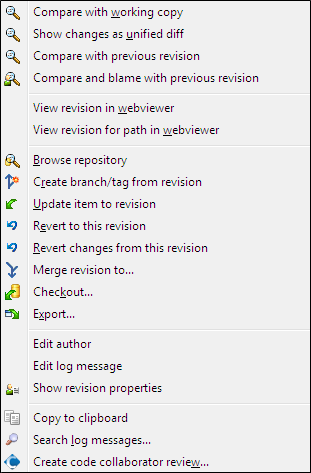 Compare with working copy
Show changes as unified diff
Compare with previous revision
Compare and blame with previous revision
View revision in webviewer
View revision for path in webviewer
Browse repository
Create branch/tag from revision
Update item to revision
Revert to this revision
Revert changes from this revision
Merge revision to...
Checkout...
Export...
Edit author
Edit log message
Show revision properties
Copy to clipboard
Search log messages...
Create code collaborator review...